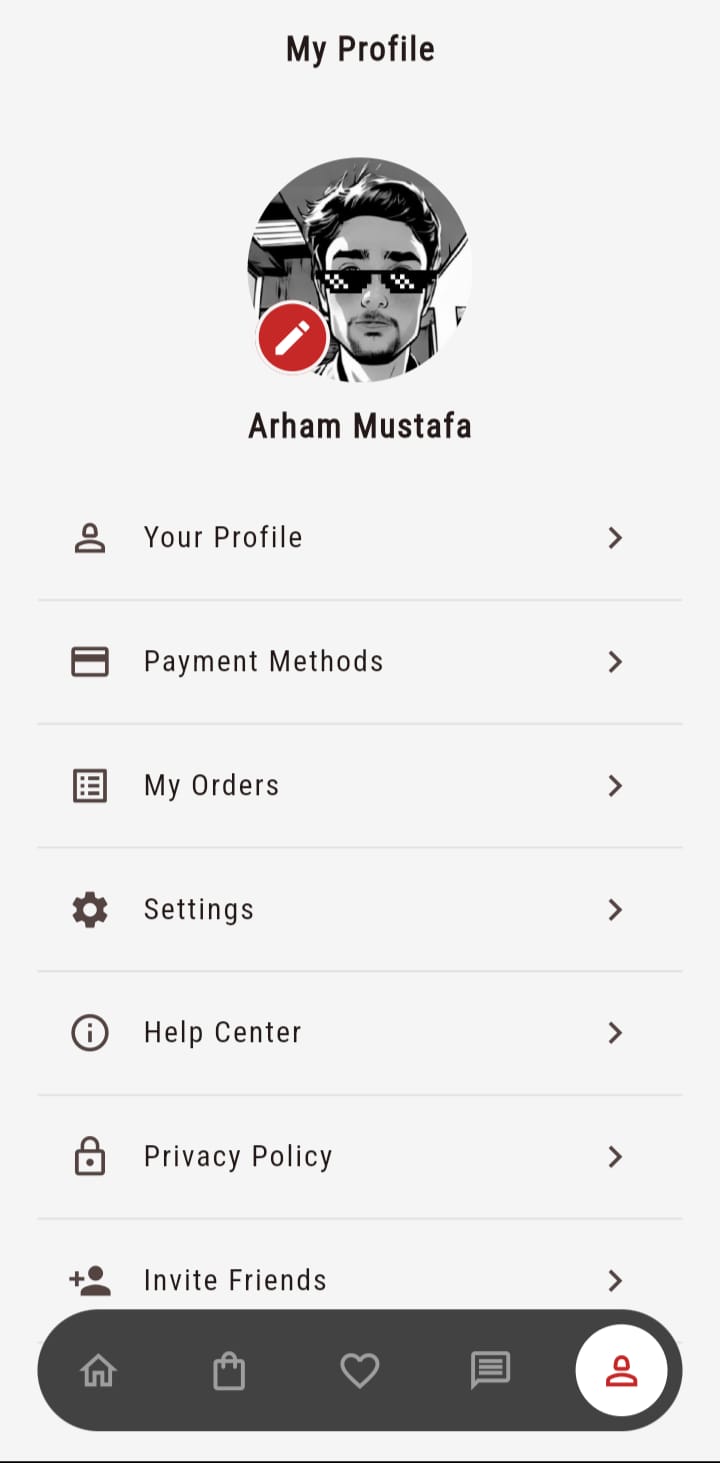 My Profile
Arham Mustafa
Your Profile
Payment Methods
My Orders
Settings
Help Center
Privacy Policy
Invite Friends